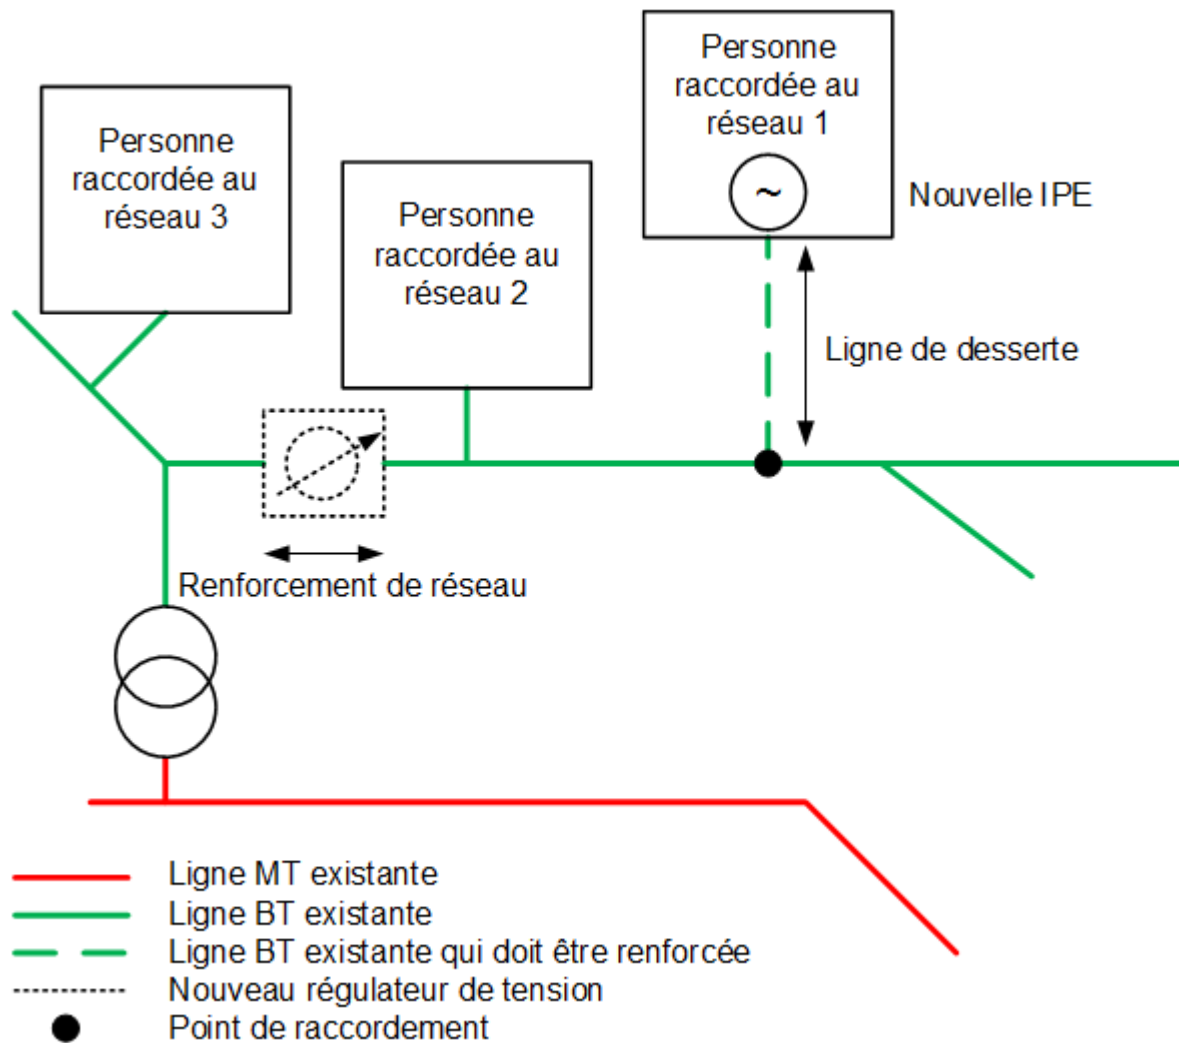 Personne
raccordée au
réseau 1
~
Nouvelle IPE
Personne
raccordée au
réseau 3
Personne
raccordée au
réseau 2
Ligne de desserte
Renforcement de réseau
Ligne MT existante
Ligne BT existante
Ligne BT existante qui doit être renforcée
Nouveau régulateur de tension
Point de raccordement